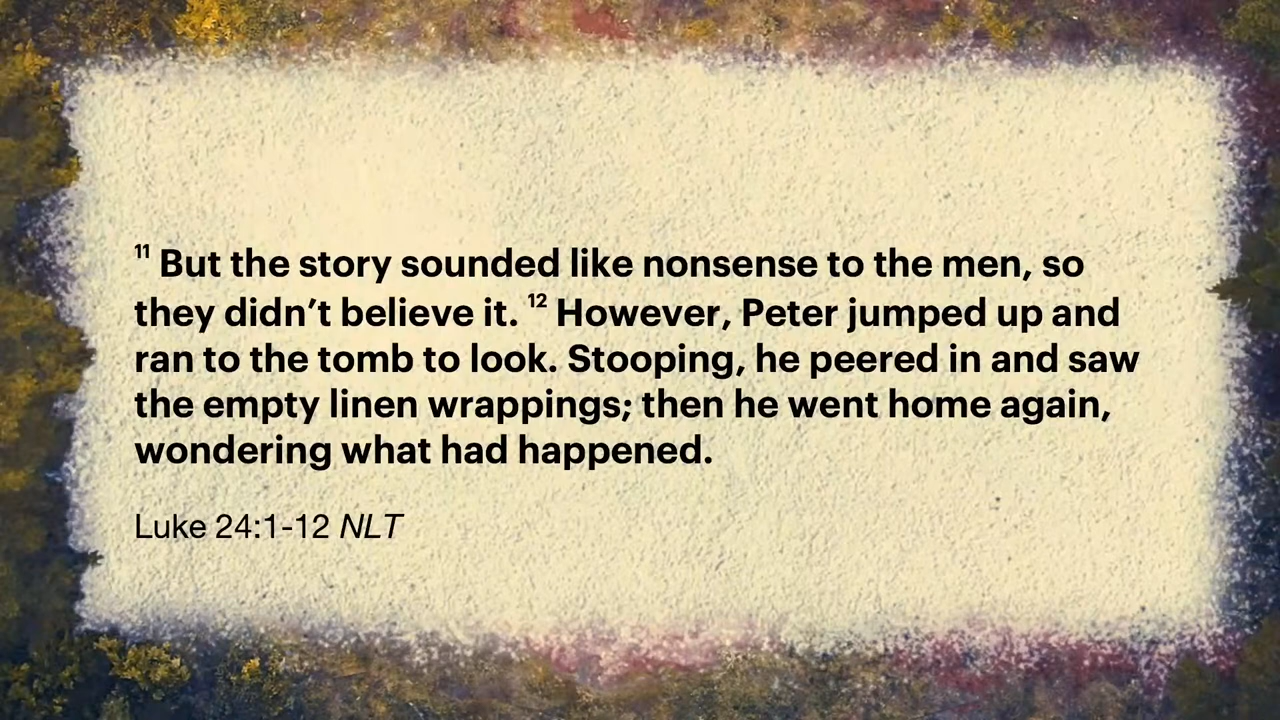 ¹¹ But the story sounded like nonsense to the men, so
they didn’t believe it. ¹² However, Peter jumped up and
ran to the tomb to look. Stooping, he peered in and saw
the empty linen wrappings; then he went home again,
wondering what had happened.
Luke 24:1-12 NLT